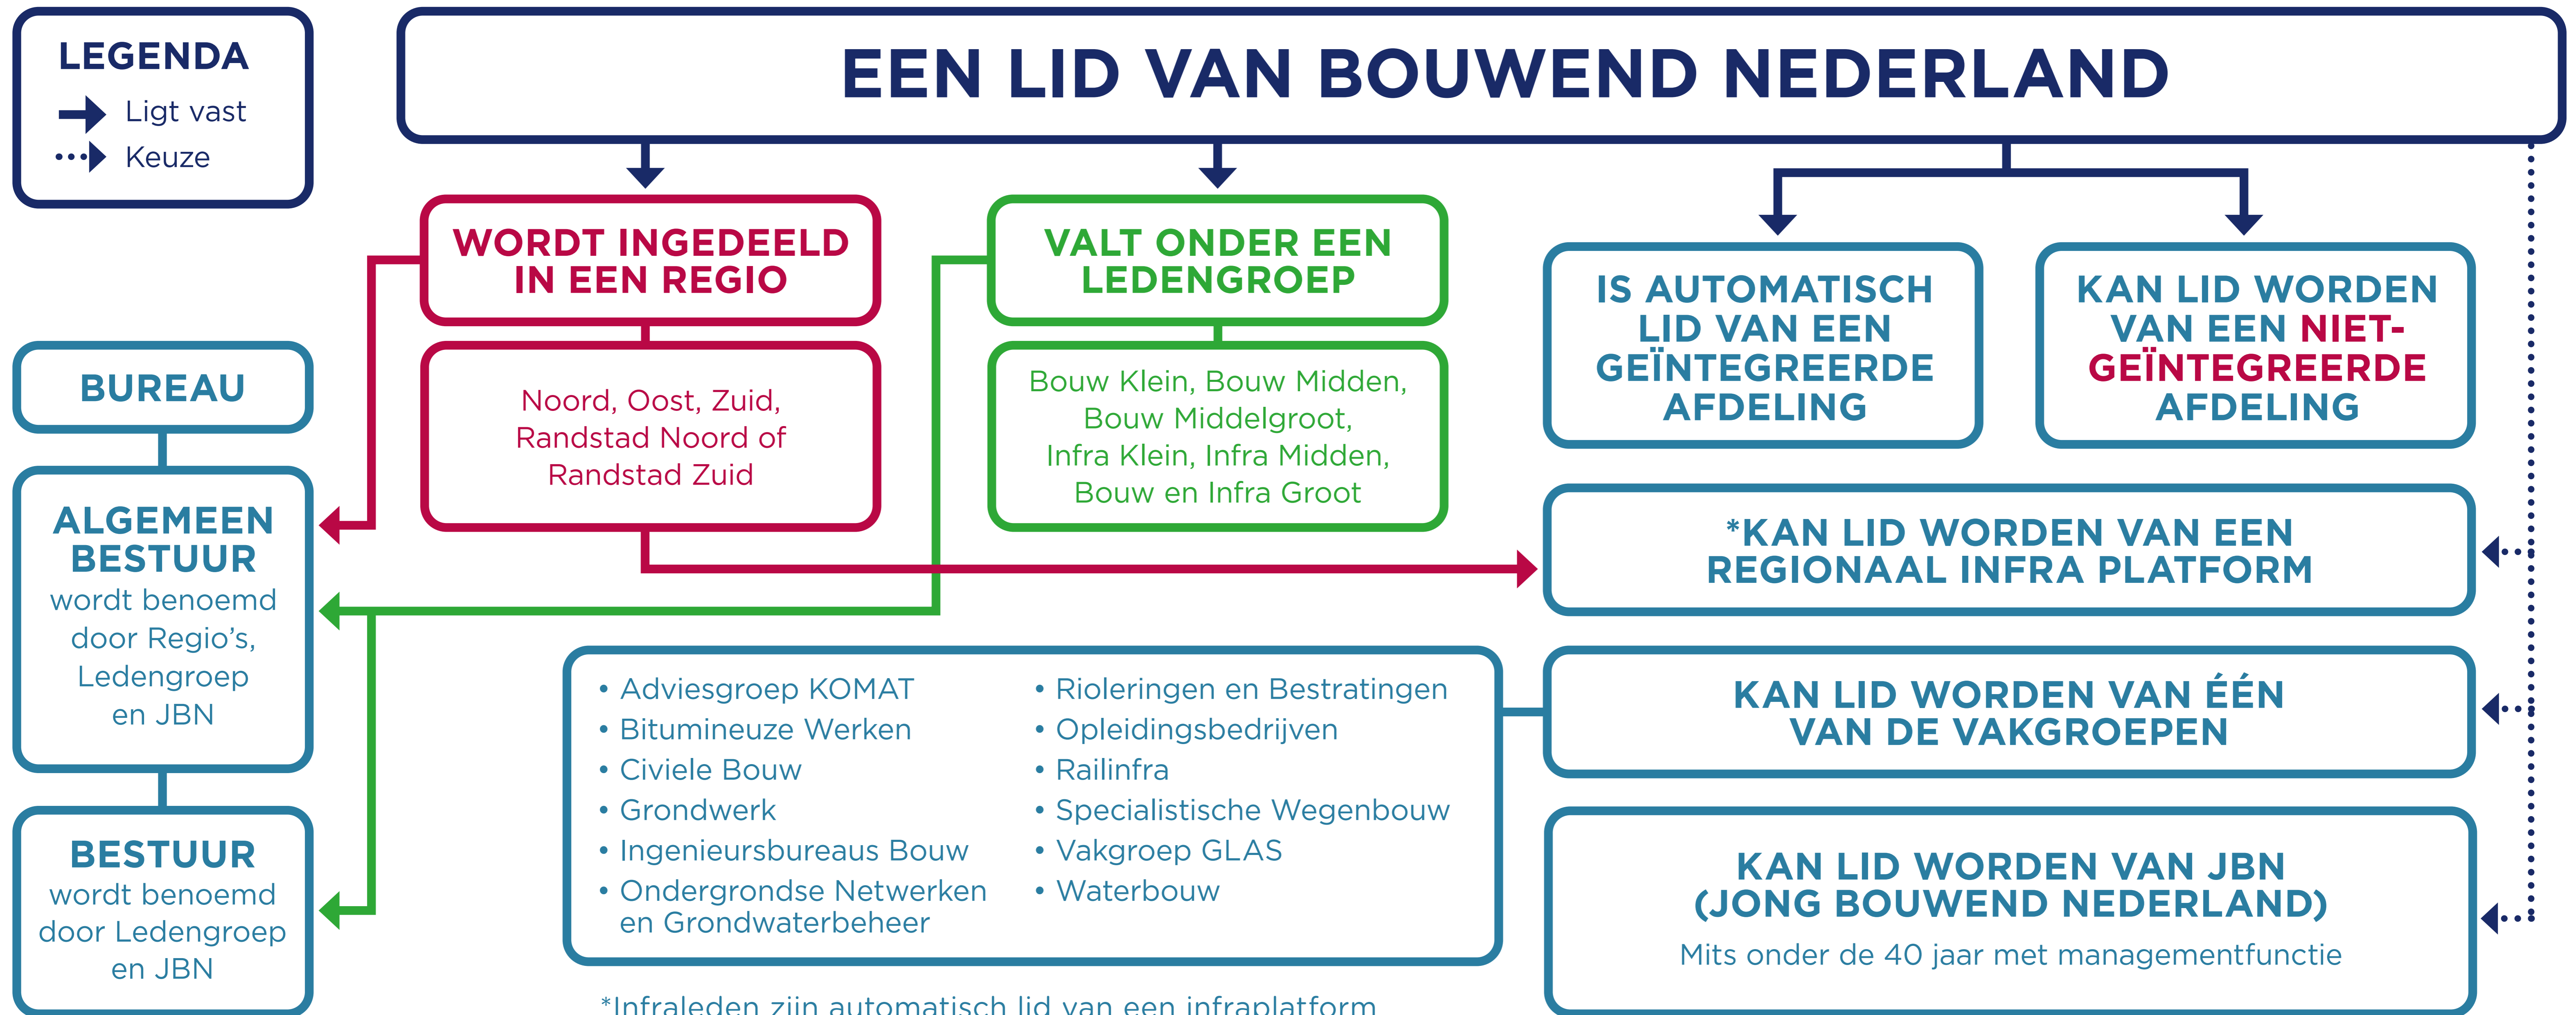 LEGENDA
Ligt vast
Keuze
EEN LID VAN BOUWEND NEDERLAND
WORDT INGEDEELD
IN EEN REGIO
Noord, Oost, Zuid,
Randstad Noord of
Randstad Zuid
VALT ONDER EEN
LEDENGROEP
Bouw Klein, Bouw Midden,
Bouw Middelgroot,
Infra Klein, Infra Midden,
Bouw en Infra Groot
IS AUTOMATISCH
LID VAN EEN
GEÏNTEGREERDE
AFDELING
KAN LID WORDEN
VAN EEN NIET-
GEÏNTEGREERDE
AFDELING
BUREAU
ALGEMEEN
BESTUUR
wordt benoemd
door Regio's,
Ledengroep
en JBN
BESTUUR
wordt benoemd
door Ledengroep
en JBN
*KAN LID WORDEN VAN EEN
REGIONAAL INFRA PLATFORM
KAN LID WORDEN VAN ÉÉN
VAN DE VAKGROEPEN
• Adviesgroep KOMAT
• Bitumineuze Werken
• Civiele Bouw
• Grondwerk
• Ingenieursbureaus Bouw
• Ondergrondse Netwerken
en Grondwaterbeheer
• Rioleringen en Bestratingen
• Opleidingsbedrijven
• Railinfra
• Specialistische Wegenbouw
• Vakgroep GLAS
• Waterbouw
KAN LID WORDEN VAN JBN
(JONG BOUWEND NEDERLAND)
Mits onder de 40 jaar met managementfunctie
*Infraleden zijn automatisch lid van een infraplatform